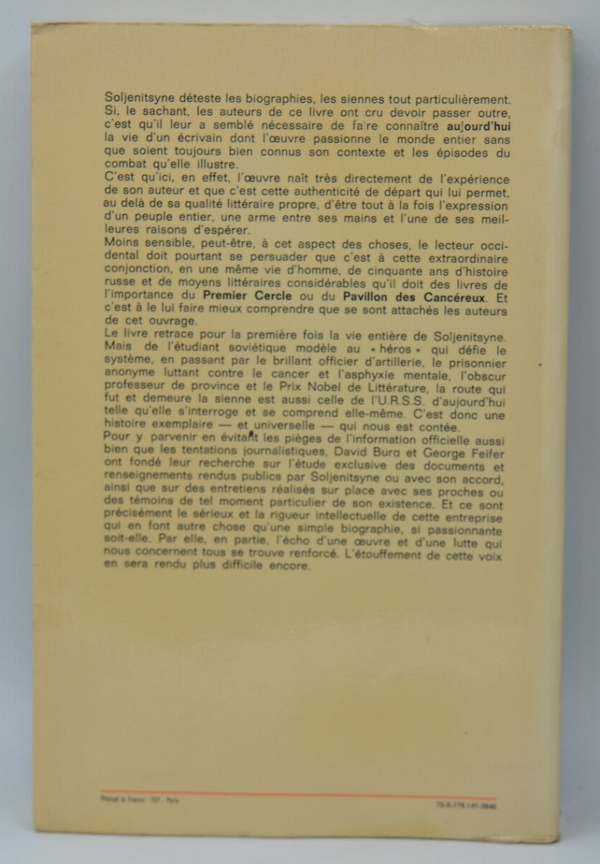 Soljenitsyne déteste les biographies, les siennes tout particulièrement.
Si, le sachant, les auteurs de ce livre ont cru devoir passer outre,
c'est qu'il leur a semblé nécessaire de faire connaître aujourd'hui
la vie d'un écrivain dont l'œuvre passionne le monde entier sans
que soient toujours bien connus son contexte et les épisodes du
combat qu'elle illustre.
C'est qu'ici, en effet, l'œuvre naît très directement de l'expérience
de son auteur et que c'est cette authenticité de départ qui lui permet,
au delà de sa qualité littéraire propre, d'être tout à la fois l'expression
d'un peuple entier, une arme entre ses mains et l'une de ses meil-
leures raisons d'espérer.
Moins sensible, peut-être, à cet aspect des choses, le lecteur occi-
dental doit pourtant se persuader que c'est à cette extraordinaire
conjonction, en une même vie d'homme, de cinquante ans d'histoire
russe et de moyens littéraires considérables qu'il doit des livres de
l'importance du Premier Cercle ou du Pavillon des Cancéreux. Et
c'est à le lui faire mieux comprendre que se sont attachés les auteurs
de cet ouvrage.
Le livre retrace pour la première fois la vie entière de Soljenitsyne.
Mais de l'étudiant soviétique modèle au « héros » qui défie le
système, en passant par le brillant officier d'artillerie, le prisonnier
anonyme luttant contre le cancer et l'asphyxie mentale, l'obscur
professeur de province et le Prix Nobel de Littérature, la route qui
fut et demeure la sienne est aussi celle de l'U.R.S.S. d'aujourd'hui
telle qu'elle s'interroge et se comprend elle-même. C'est donc une
histoire exemplaire — et universelle — qui nous est contée.
Pour y parvenir en évitant les pièges de l'information officielle aussi
bien que les tentations journalistiques, David Burg et George Feifer
ont fondé leur recherche sur l'étude exclusive des documents et
renseignements rendus publics par Soljenitsyne ou avec son accord,
ainsi que sur des entretiens réalisés sur place avec ses proches ou
des témoins de tel moment particulier de son existence. Et ce sont
précisément le sérieux et la rigueur intellectuelle de cette entreprise
qui en font autre chose qu'une simple biographie, si passionnante
soit-elle. Par elle, en partie, l'écho d'une œuvre et d'une lutte qui
nous concernent tous se trouve renforcé. L'étouffement de cette voix
en sera rendu plus difficile encore.
Printed in France Paris